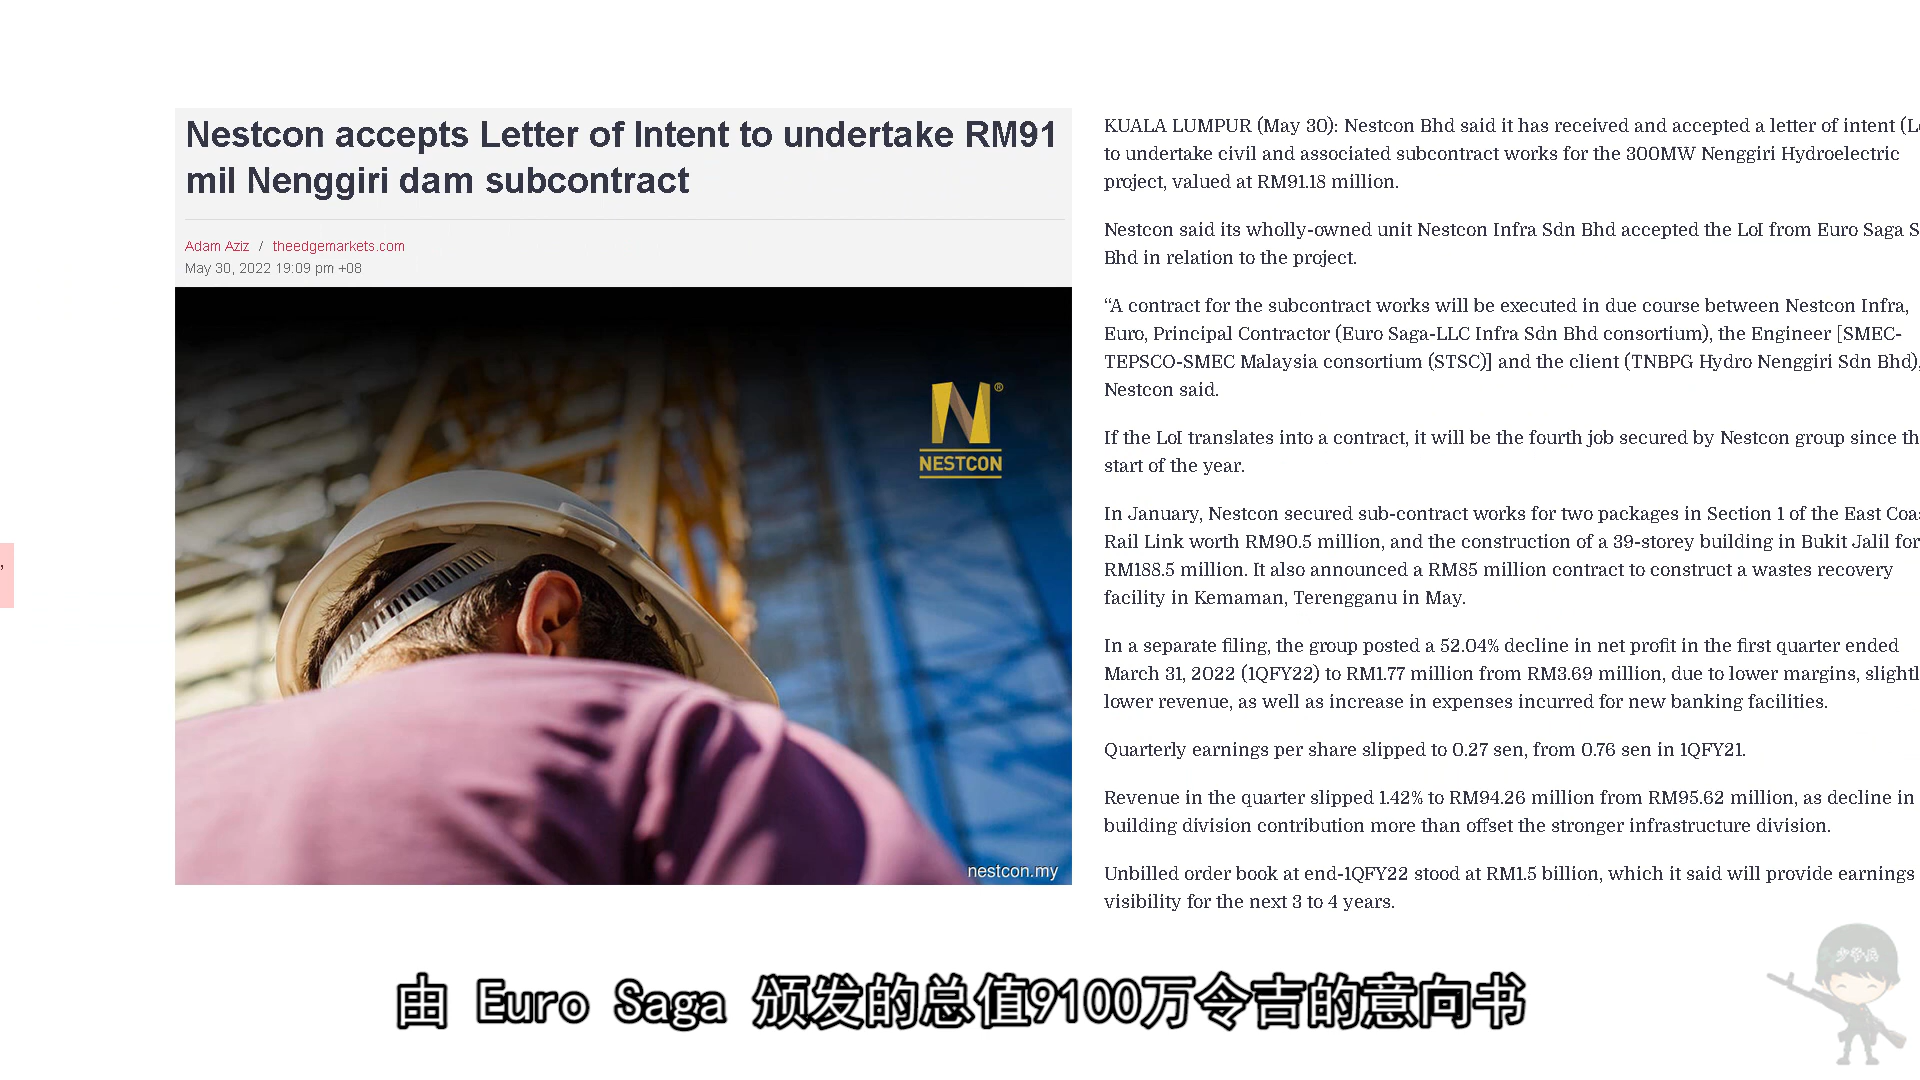 Nestcon accepts Letter of Intent to undertake RM91
mil Nenggiri dam subcontract
Adam Aziz / theedgemarkets.com
May 30, 2022 19:09 pm +08
N®
NESTCON
nestcon.my
KUALA LUMPUR (May 30): Nestcon Bhd said it has received and accepted a letter of intent
to undertake civil and associated subcontract works for the 300MW Nenggiri Hydroelectric
project, valued at RM91.18 million.
Nestcon said its wholly-owned unit Nestcon Infra Sdn Bhd accepted the LoI from Euro Saga
Bhd in relation to the project.
“A contract for the subcontract works will be executed in due course between Nestcon Infra,
Euro, Principal Contractor (Euro Saga-LLC Infra Sdn Bhd consortium), the Engineer [SMEC-
TEPSCO-SMEC Malaysia consortium (STSC)] and the client (TNBPG Hydro Nenggiri Sdn Bhd),
Nestcon said.
If the LoI translates into a contract, it will be the fourth job secured by Nestcon group since
start of the year.
In January, Nestcon secured sub-contract works for two packages in Section 1 of the East
Rail Link worth RM90.5 million, and the construction of a 39-storey building in Bukit Jalil for
RM188.5 million. It also announced a RM85 million contract to construct a wastes recovery
facility in Kemaman, Terengganu in May.
In a separate filing, the group posted a 52.04% decline in net profit in the first quarter ended
March 31, 2022 (1QFY22) to RM1.77 million from RM3.69 million, due to lower margins,
lower revenue, as well as increase in expenses incurred for new banking facilities.
Quarterly earnings per share slipped to 0.27 sen, from 0.76 sen in 1QFY21.
Revenue in the quarter slipped 1.42% to RM94.26 million from RM95.62 million, as decline in
building division contribution more than offset the stronger infrastructure division.
Unbilled order book at end-1QFY22 stood at RM1.5 billion, which it said will provide earnings
visibility for the next 3 to 4 years.
由 Euro Saga 颁发的总值9100万令吉的意向书